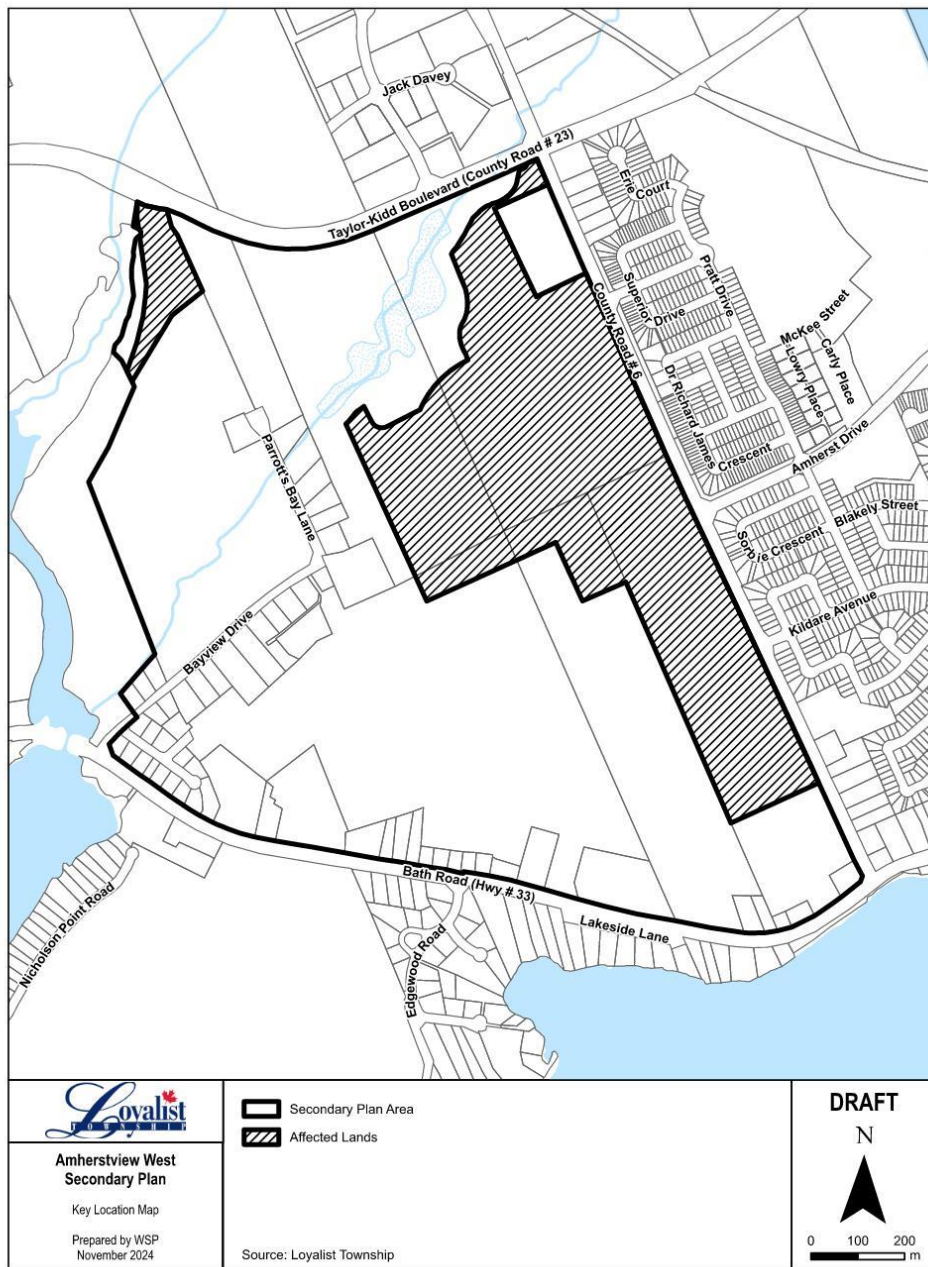 Jack Davey
Taylor-Kidd Boulevard (County Road # 23)
Erie Court
Superior Drive
Pratt Drive
County Road # 6
McKee Street
Carly Place
Lowry Place
Dr Richard James Crescent
Amherst Drive
Parrott's Bay Lane
Blakely Street
Sorbie Crescent
Kildare Avenue
Bayview Drive
Bath Road (Hwy # 33)
Lakeside Lane
Nicholson Point Road
Edgewood Road
Loyalist
TOWNSHIP
Amherstview West
Secondary Plan
Key Location Map
Prepared by WSP
November 2024
Secondary Plan Area
Affected Lands
Source: Loyalist Township
DRAFT
N
0 100 200
m